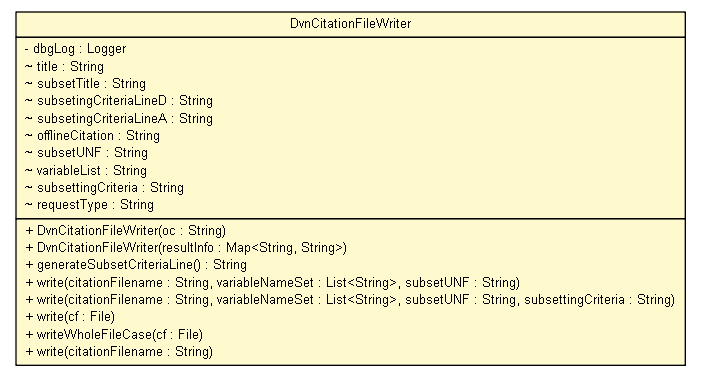 DvnCitationFileWriter
- dbgLog : Logger
~ title : String
~ subsetTitle : String
~ subsetingCriteriaLineD : String
~ subsetingCriteriaLineA : String
~ offlineCitation : String
~ subsetUNF : String
~ variableList : String
~ subsettingCriteria : String
~ requestType : String
+ DvnCitationFileWriter(oc : String)
+ DvnCitationFileWriter(resultInfo : Map<String, String>)
+ generateSubsetCriteriaLine() : String
+ write(citationFilename : String, variableNameSet : List<String>, subsetUNF : String)
+ write(citationFilename : String, variableNameSet : List<String>, subsetUNF : String, subsettingCriteria : String)
+ write(cf : File)
+ writeWholeFileCase(cf : File)
+ write(citationFilename : String)